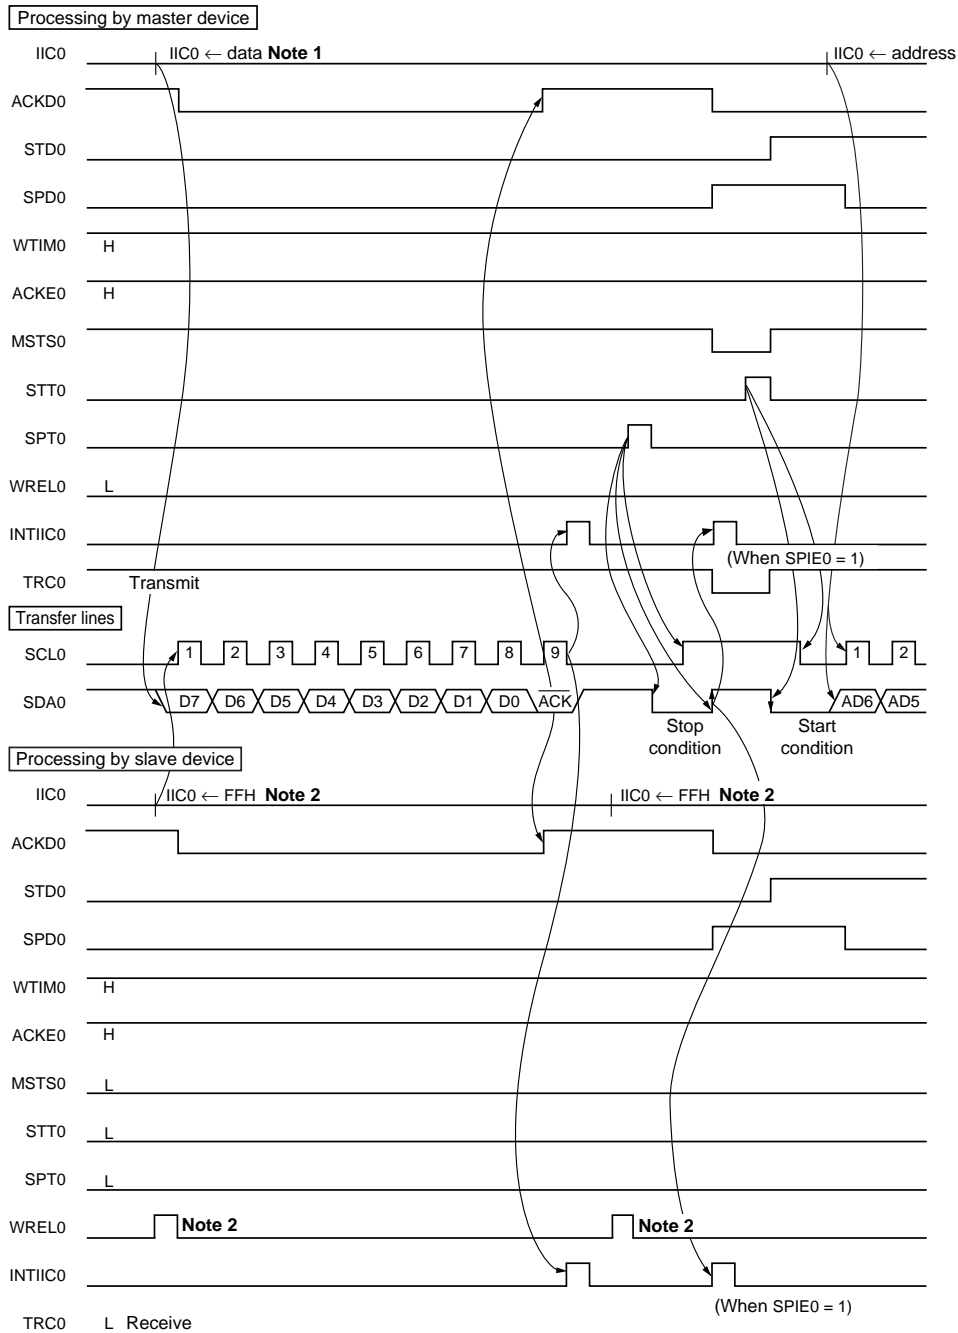 Processing by master device
IIC0 IIC0 ← data Note 1 IIC0 ← address
ACKD0
STD0
SPD0
WTIM0 H
ACKE0 H
MSTS0
STT0
SPT0
WREL0 L
INTIIC0
(When SPIE0 = 1)
TRC0 Transmit
Transfer lines
SCL0 1 2 3 4 5 6 7 8 9 1 2
SDA0 D7 D6 D5 D4 D3 D2 D1 D0 ACK AD6 AD5
Stop condition Start condition
Processing by slave device
IIC0 IIC0 ← FFH Note 2 IIC0 ← FFH Note 2
ACKD0
STD0
SPD0
WTIM0 H
ACKE0 H
MSTS0 L
STT0 L
SPT0 L
WREL0 Note 2 Note 2
INTIIC0
(When SPIE0 = 1)
TRC0 L Receive